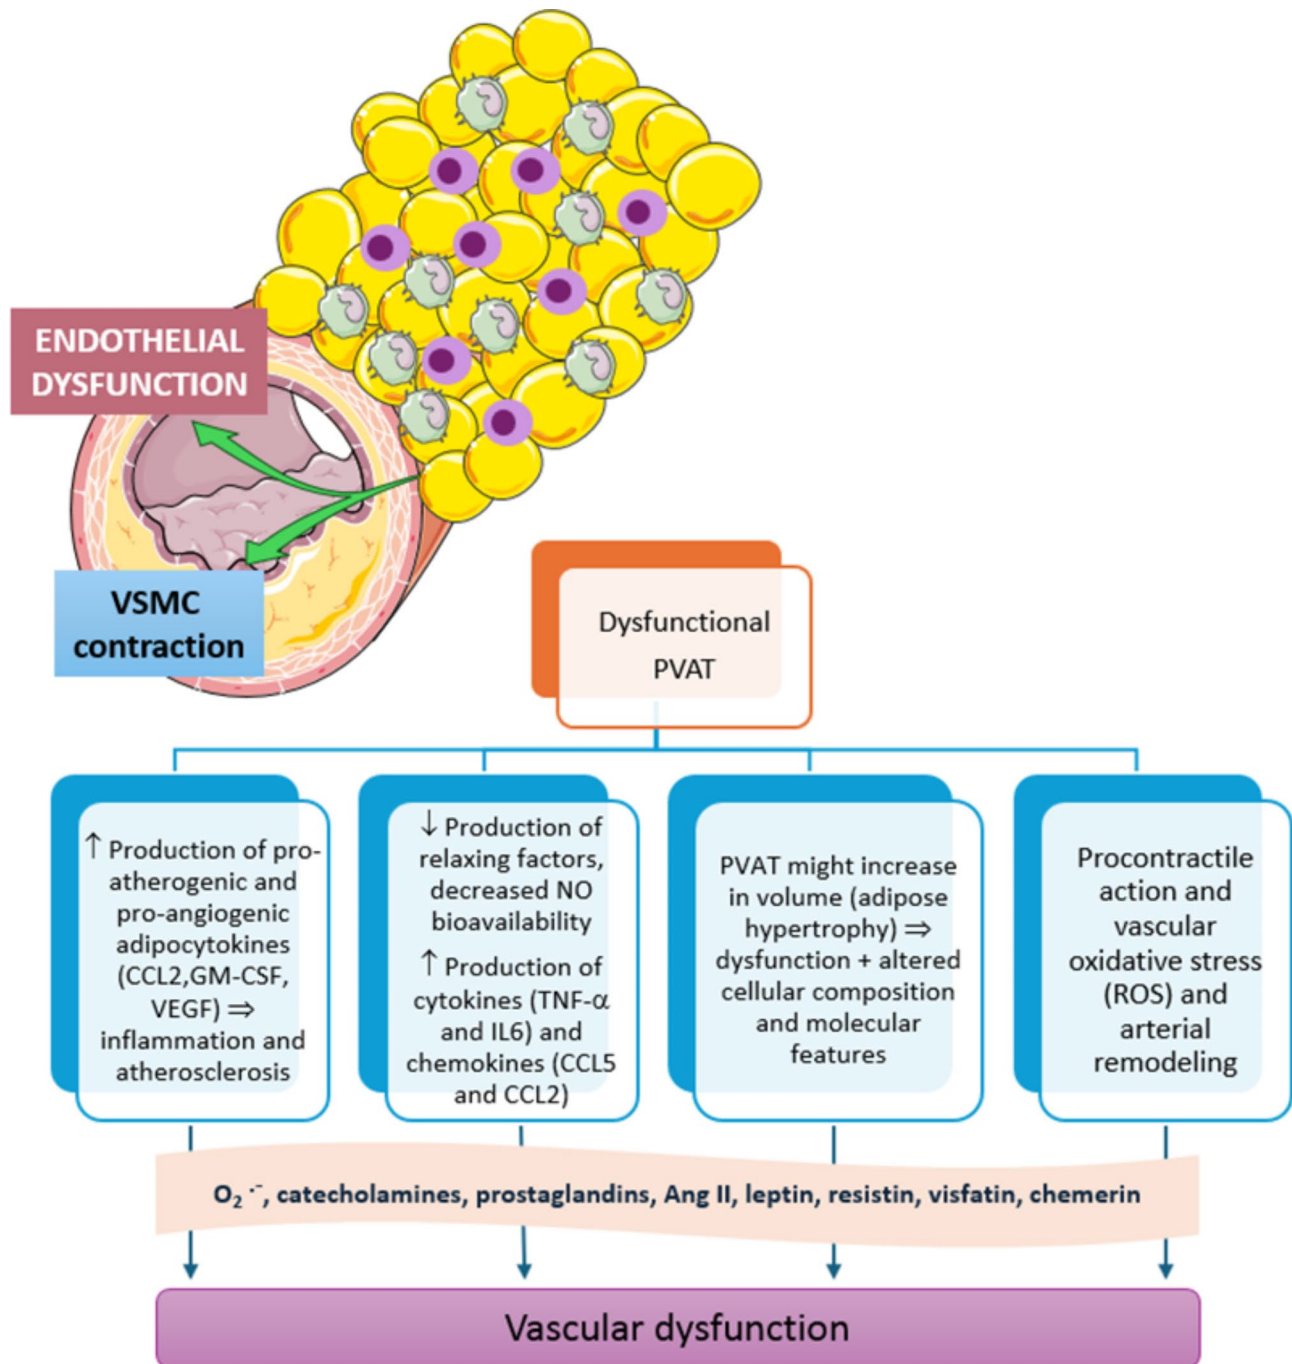 ENDOTHELIAL
DYSFUNCTION
VSMC
contraction
Dysfunctional
PVAT
↑ Production of pro-
atherogenic and
pro-angiogenic
adipocytokines
(CCL2,GM-CSF,
VEGF) ⇒
inflammation and
atherosclerosis
↓ Production of
relaxing factors,
decreased NO
bioavailability
↑ Production of
cytokines (TNF-α
and IL6) and
chemokines (CCL5
and CCL2)
PVAT might increase
in volume (adipose
hypertrophy) ⇒
dysfunction + altered
cellular composition
and molecular
features
Procontractile
action and
vascular
oxidative stress
(ROS) and
arterial
remodeling
O₂ ·⁻, catecholamines, prostaglandins, Ang II, leptin, resistin, visfatin, chemerin
Vascular dysfunction